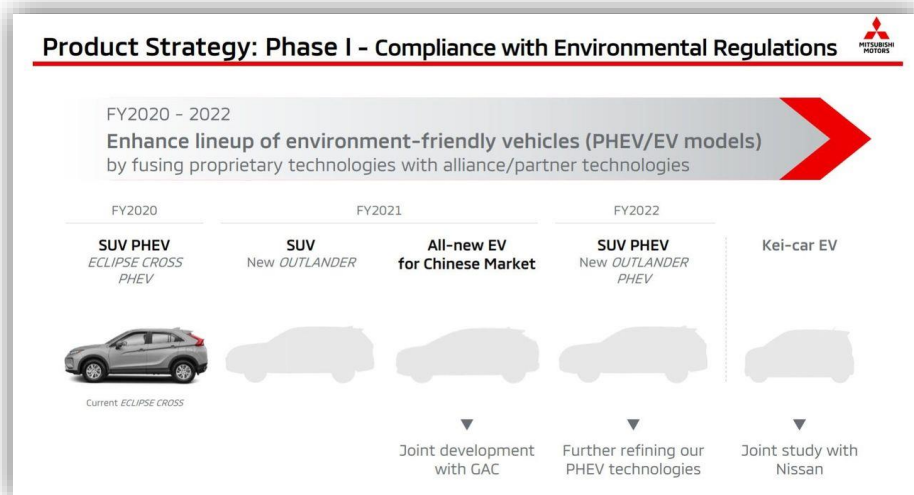 Product Strategy: Phase I - Compliance with Environmental Regulations
MITSUBISHI
MOTORS
FY2020 - 2022
Enhance lineup of environment-friendly vehicles (PHEV/EV models)
by fusing proprietary technologies with alliance/partner technologies
FY2020
FY2021
FY2022
SUV PHEV
ECLIPSE CROSS
PHEV
SUV
New OUTLANDER
All-new EV
for Chinese Market
SUV PHEV
New OUTLANDER
PHEV
Kei-car EV
Current ECLIPSE CROSS
Joint development
with GAC
Further refining our
PHEV technologies
Joint study with
Nissan